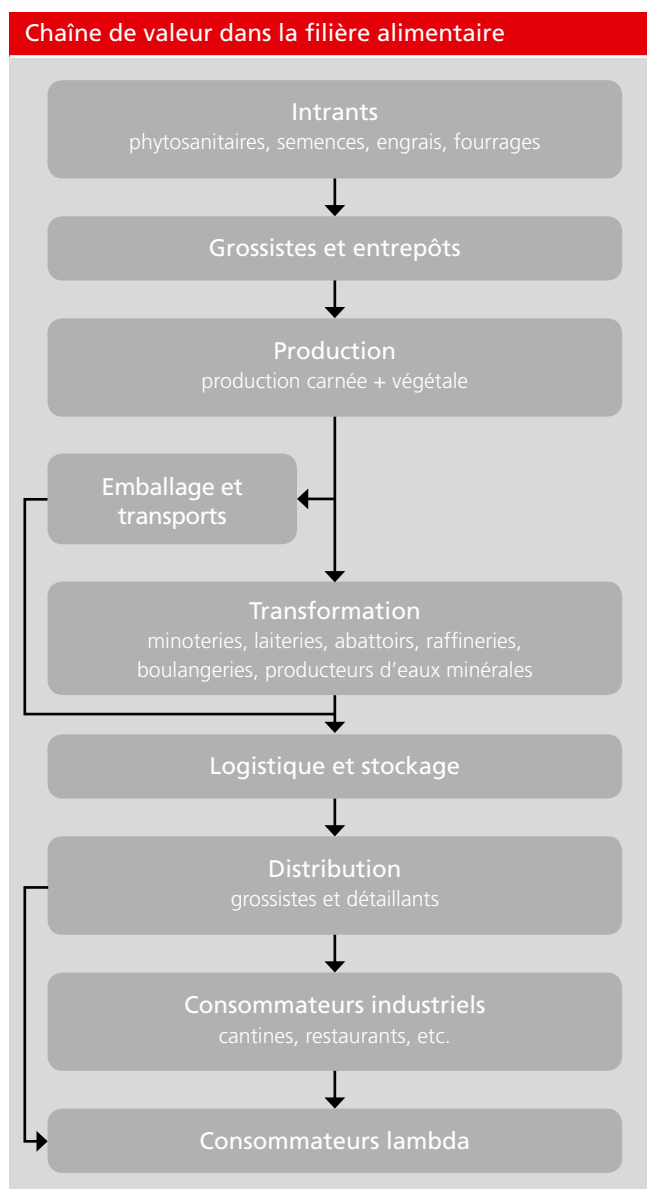 Chaîne de valeur dans la filière alimentaire
Intrants
phytosanitaires, semences, engrais, fourrages
Grossistes et entrepôts
Production
production carnée + végétale
Emballage et
transports
Transformation
minoteries, laiteries, abattoirs, raffineries,
boulangeries, producteurs d'eaux minérales
Logistique et stockage
Distribution
grossistes et détaillants
Consommateurs industriels
cantines, restaurants, etc.
Consommateurs lambda